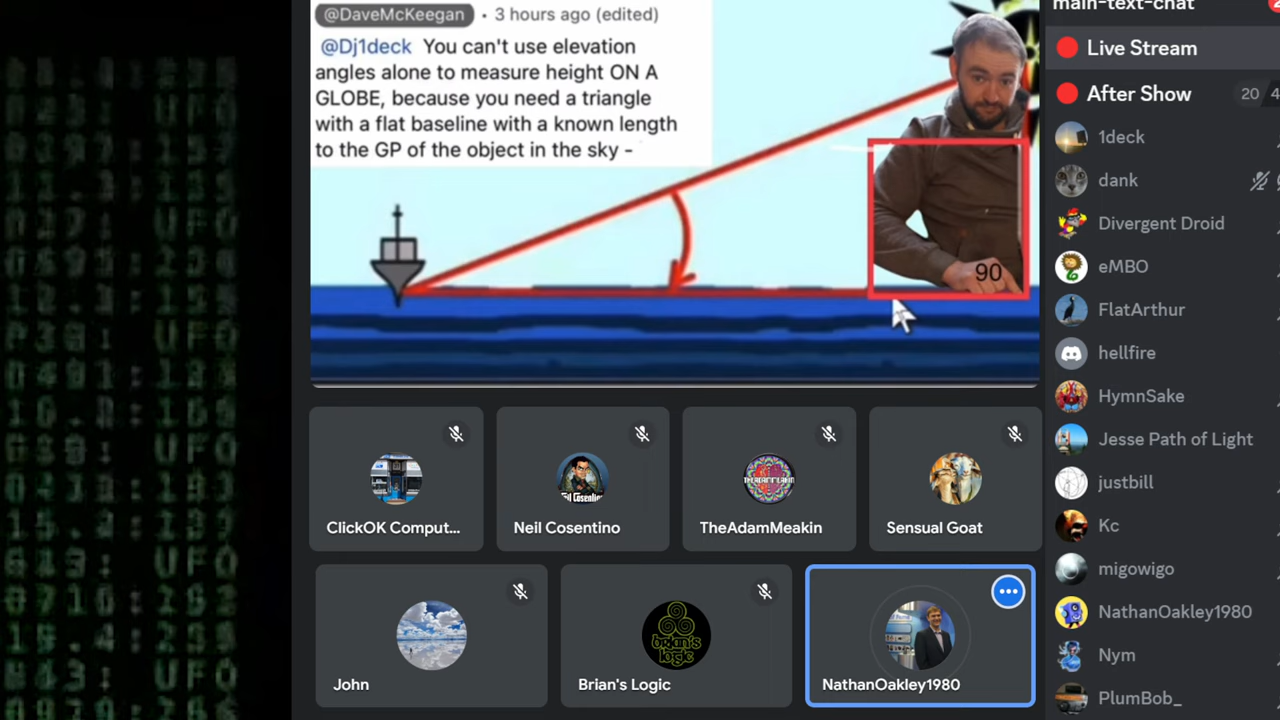 @DaveMcKeegan • 3 hours ago (edited)
@Dj1deck You can't use elevation
angles alone to measure height ON A
GLOBE, because you need a triangle
with a flat baseline with a known length
to the GP of the object in the sky -
90
ClickOK Comput...
Neil Cosentino
TheAdamMeakin
Sensual Goat
John
brian's
logic
Brian's Logic
NathanOakley1980
main-text-chat
Live Stream
After Show 20
1deck
dank
Divergent Droid
eMBO
FlatArthur
hellfire
HymnSake
Jesse Path of Light
justbill
Kc
migowigo
NathanOakley1980
Nym
PlumBob_